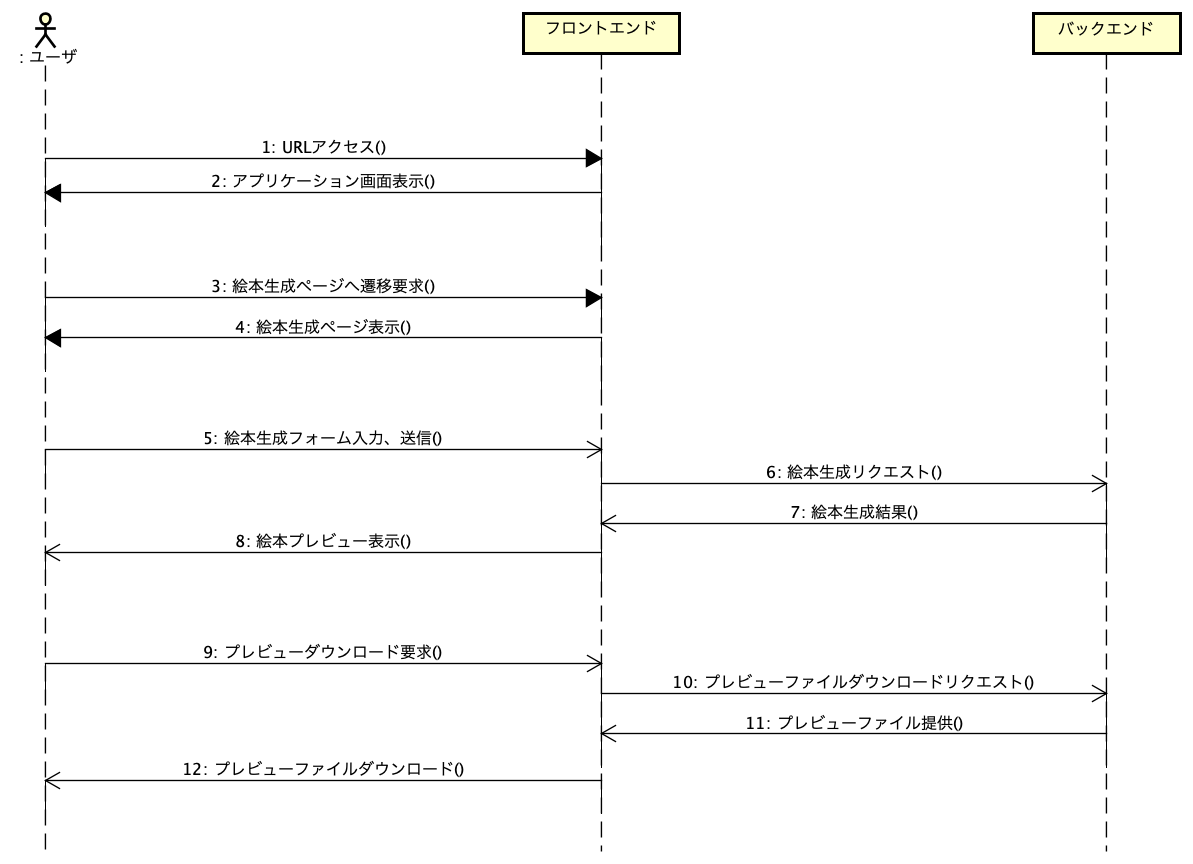 : ユーザ
フロントエンド
バックエンド
1: URLアクセス()
2: アプリケーション画面表示()
3: 絵本生成ページへ遷移要求()
4: 絵本生成ページ表示()
5: 絵本生成フォーム入力、送信()
6: 絵本生成リクエスト()
7: 絵本生成結果()
8: 絵本プレビュー表示()
9: プレビューダウンロード要求()
10: プレビューファイルダウンロードリクエスト()
11: プレビューファイル提供()
12: プレビューファイルダウンロード()